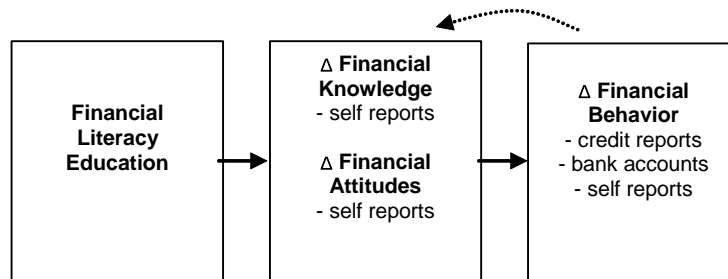 Financial
Literacy
Education
Δ Financial
Knowledge
- self reports
Δ Financial
Attitudes
- self reports
Δ Financial
Behavior
- credit reports
- bank accounts
- self reports